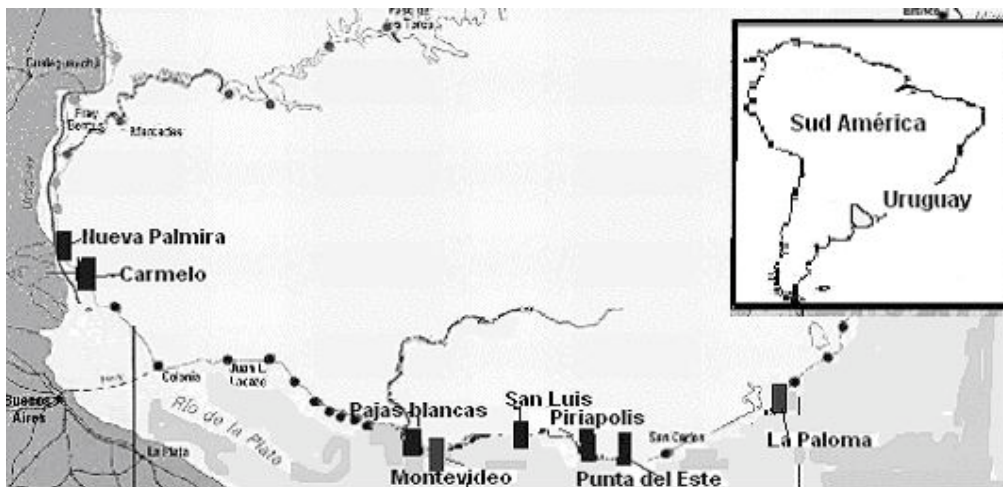 Sud América
Uruguay
Fray
Mercedes
Nueva Palmira
Carmelo
Colonia
Juan L.
Lacaze
Buenos
Aires
La Plata
Río de la Plata
Pajas blancas
Montevideo
San Luis
Piriapolis
Punta del Este
San Carlos
La Paloma